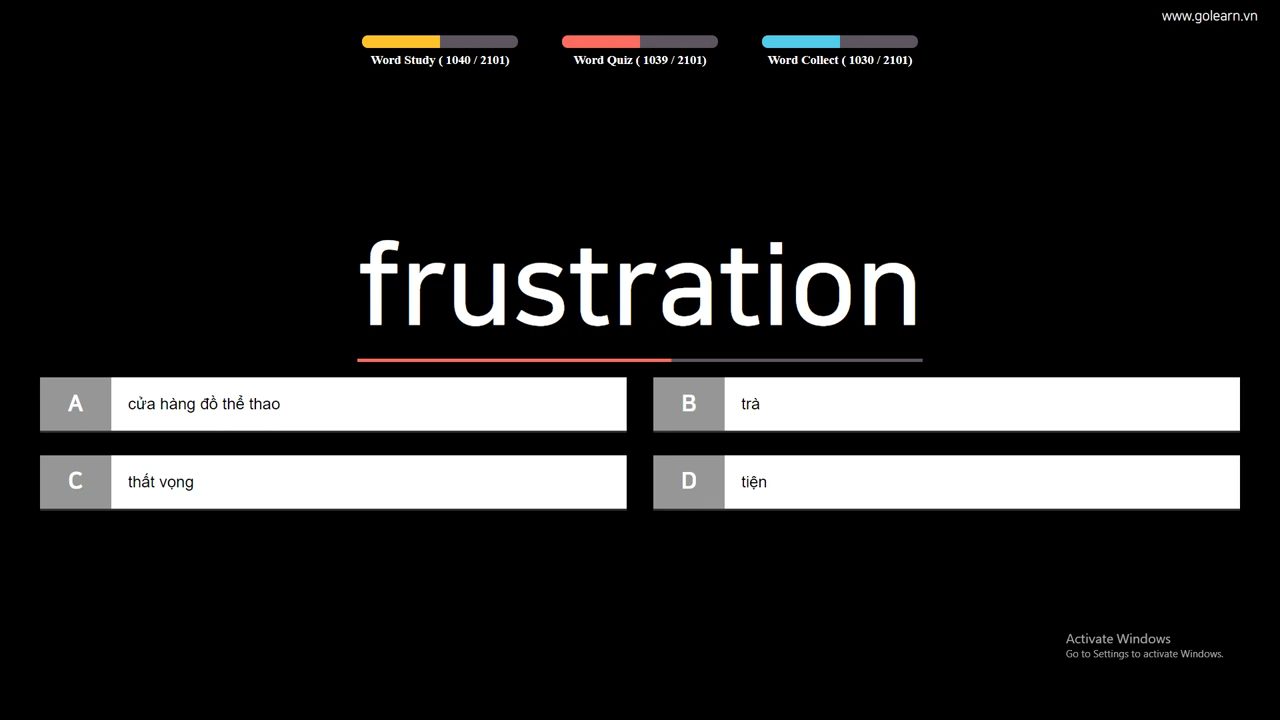 www.golearn.vn
Word Study ( 1040 / 2101)
Word Quiz ( 1039 / 2101)
Word Collect ( 1030 / 2101)
frustration
A cửa hàng đồ thể thao
B trà
C thất vọng
D tiện
Activate Windows
Go to Settings to activate Windows.